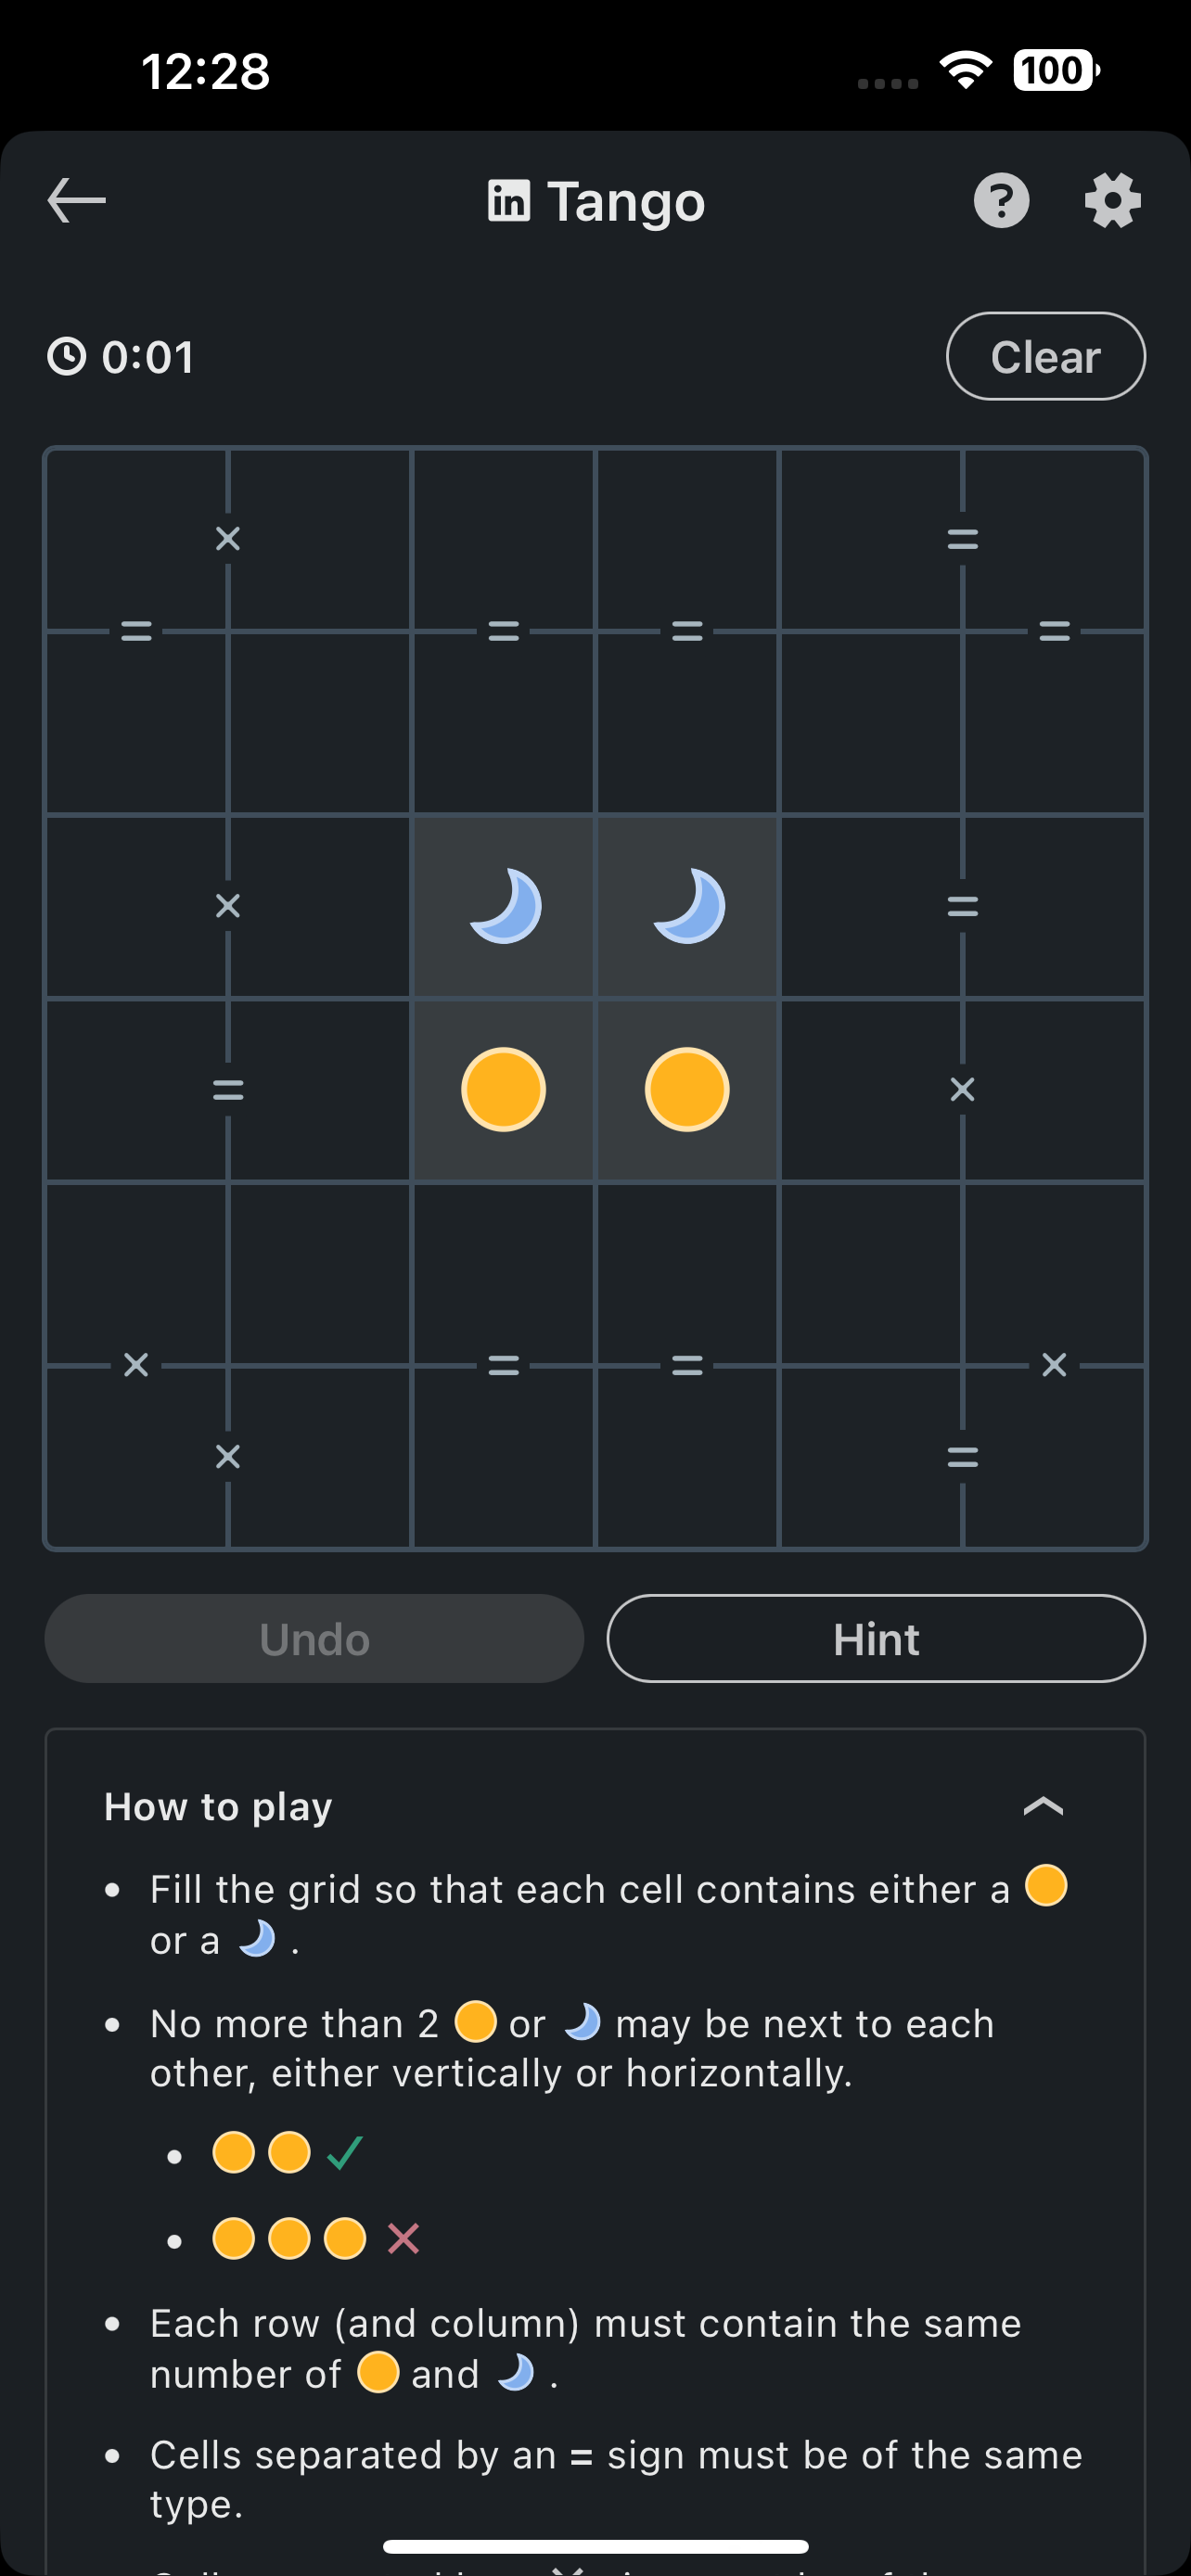 12:28
100
in Tango
?
0:01
Clear
×
=
= = = =
× =
= ×
× = = ×
× =
Undo
Hint
How to play
• Fill the grid so that each cell contains either a
or a .
• No more than 2 or may be next to each
other, either vertically or horizontally.
• Each row (and column) must contain the same
number of and .
• Cells separated by an = sign must be of the same
type.